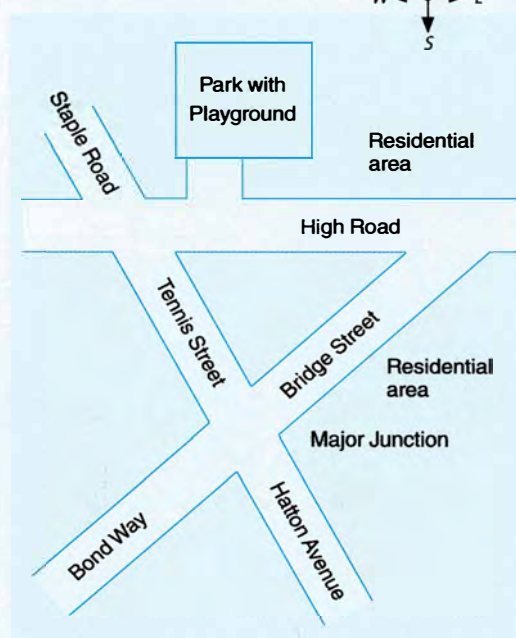 W E
S
Park with
Playground
Staple Road
Residential
area
High Road
Tennis Street
Bridge Street
Residential
area
Major Junction
Bond Way
Hatton Avenue